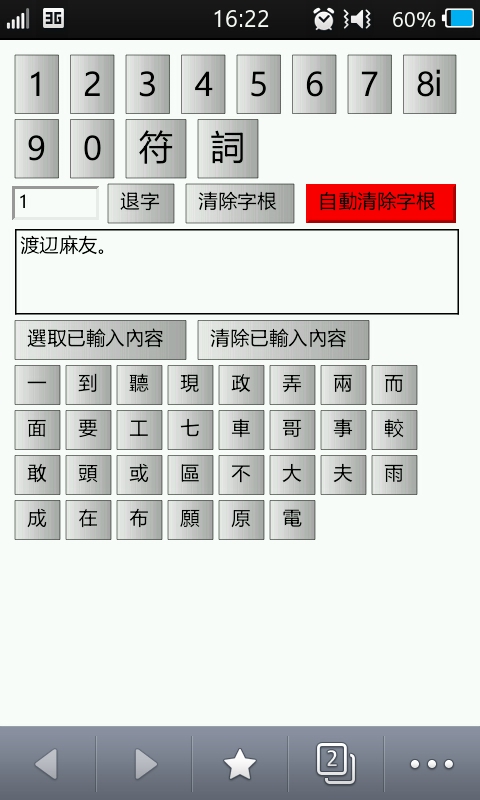 3G 16:22 60%
1 2 3 4 5 6 7 8i
9 0 符 詞
1 退字 清除字根 自動清除字根
渡辺麻友。
選取已輸入內容 清除已輸入內容
一 到 聽 現 政 弄 兩 而
面 要 工 七 車 哥 事 較
敢 頭 或 區 不 大 夫 雨
成 在 布 願 原 電
2